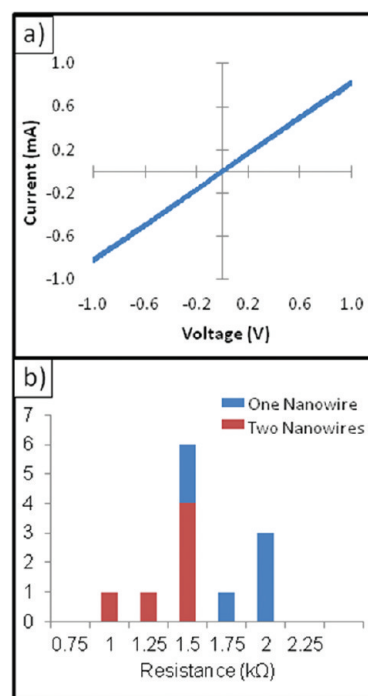 a)
1.0
0.6
0.2
-0.2
-0.6
-1.0
Current (mA)
-1.0 -0.6 -0.2 0.2 0.6 1.0
Voltage (V)
b)
One Nanowire
Two Nanowires
7
6
5
4
3
2
1
0
0.75 1 1.25 1.5 1.75 2 2.25
Resistance (kΩ)